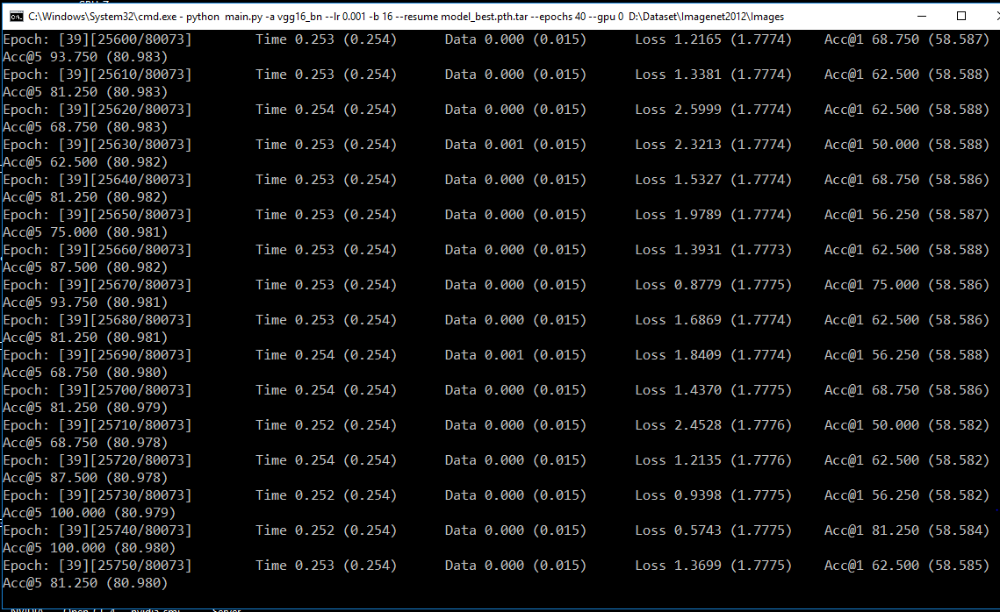 C:\Windows\System32\cmd.exe - python  main.py -a vgg16_bn --lr 0.001 -b 16 --resume model_best.pth.tar --epochs 40 --gpu 0  D:\Dataset\Imagenet2012\Images
Epoch: [39][25600/80073]        Time 0.253 (0.254)      Data 0.000 (0.015)      Loss 1.2165 (1.7774)    Acc@1 68.750 (58.587)
Acc@5 93.750 (80.983)
Epoch: [39][25610/80073]        Time 0.253 (0.254)      Data 0.000 (0.015)      Loss 1.3381 (1.7774)    Acc@1 62.500 (58.588)
Acc@5 81.250 (80.983)
Epoch: [39][25620/80073]        Time 0.254 (0.254)      Data 0.000 (0.015)      Loss 2.5999 (1.7774)    Acc@1 62.500 (58.588)
Acc@5 68.750 (80.983)
Epoch: [39][25630/80073]        Time 0.253 (0.254)      Data 0.001 (0.015)      Loss 2.3213 (1.7774)    Acc@1 50.000 (58.588)
Acc@5 62.500 (80.982)
Epoch: [39][25640/80073]        Time 0.253 (0.254)      Data 0.000 (0.015)      Loss 1.5327 (1.7774)    Acc@1 68.750 (58.586)
Acc@5 81.250 (80.982)
Epoch: [39][25650/80073]        Time 0.253 (0.254)      Data 0.000 (0.015)      Loss 1.9789 (1.7774)    Acc@1 56.250 (58.587)
Acc@5 75.000 (80.981)
Epoch: [39][25660/80073]        Time 0.253 (0.254)      Data 0.000 (0.015)      Loss 1.3931 (1.7773)    Acc@1 62.500 (58.588)
Acc@5 87.500 (80.982)
Epoch: [39][25670/80073]        Time 0.253 (0.254)      Data 0.000 (0.015)      Loss 0.8779 (1.7775)    Acc@1 75.000 (58.586)
Acc@5 93.750 (80.981)
Epoch: [39][25680/80073]        Time 0.253 (0.254)      Data 0.000 (0.015)      Loss 1.6869 (1.7774)    Acc@1 62.500 (58.586)
Acc@5 81.250 (80.981)
Epoch: [39][25690/80073]        Time 0.254 (0.254)      Data 0.001 (0.015)      Loss 1.8409 (1.7774)    Acc@1 56.250 (58.588)
Acc@5 68.750 (80.980)
Epoch: [39][25700/80073]        Time 0.254 (0.254)      Data 0.000 (0.015)      Loss 1.4370 (1.7775)    Acc@1 68.750 (58.586)
Acc@5 81.250 (80.979)
Epoch: [39][25710/80073]        Time 0.252 (0.254)      Data 0.000 (0.015)      Loss 2.4528 (1.7776)    Acc@1 50.000 (58.582)
Acc@5 68.750 (80.978)
Epoch: [39][25720/80073]        Time 0.254 (0.254)      Data 0.000 (0.015)      Loss 1.2135 (1.7776)    Acc@1 62.500 (58.582)
Acc@5 87.500 (80.978)
Epoch: [39][25730/80073]        Time 0.252 (0.254)      Data 0.000 (0.015)      Loss 0.9398 (1.7775)    Acc@1 56.250 (58.582)
Acc@5 100.000 (80.979)
Epoch: [39][25740/80073]        Time 0.252 (0.254)      Data 0.000 (0.015)      Loss 0.5743 (1.7775)    Acc@1 81.250 (58.584)
Acc@5 100.000 (80.980)
Epoch: [39][25750/80073]        Time 0.253 (0.254)      Data 0.000 (0.015)      Loss 1.3699 (1.7775)    Acc@1 62.500 (58.585)
Acc@5 81.250 (80.980)